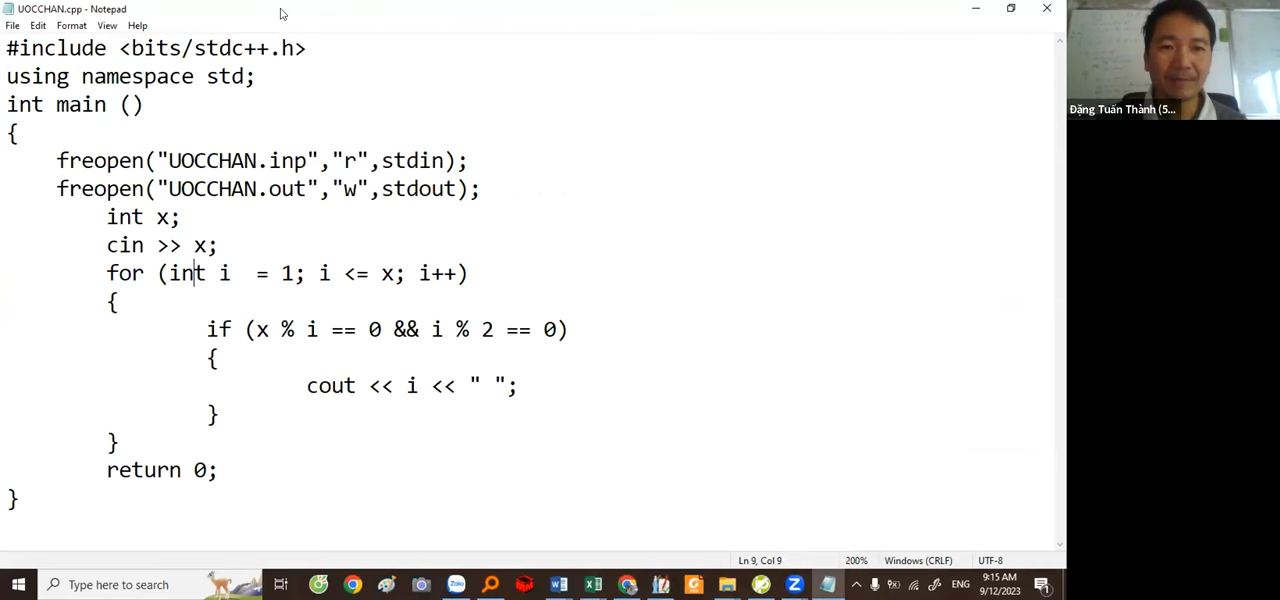 UOCCHAN.cpp - Notepad
File Edit Format View Help
#include <bits/stdc++.h>
using namespace std;
int main ()
{
freopen("UOCCHAN.inp","r",stdin);
freopen("UOCCHAN.out","w",stdout);
int x;
cin >> x;
for (int i  = 1; i <= x; i++)
{
if (x % i == 0 && i % 2 == 0)
{
cout << i << " ";
}
}
return 0;
}
Đặng Tuấn Thành (5...
Ln 9, Col 9 200% Windows (CRLF) UTF-8
Type here to search
Zalo
ENG
9:15 AM
9/12/2023